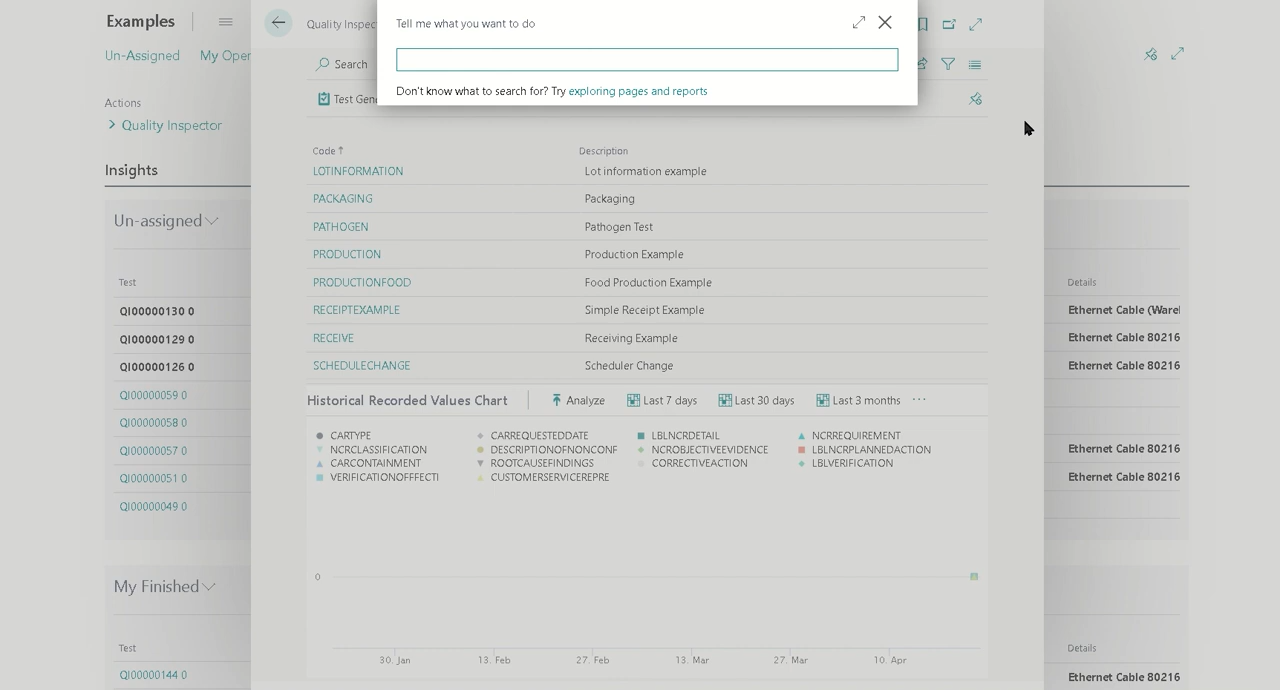 Examples
Quality Inspec
Tell me what you want to do
Un-Assigned My Oper
Search
Don't know what to search for? Try exploring pages and reports
Actions
Test Gen
Quality Inspector
Insights
Code ↑ Description
LOTINFORMATION Lot information example
PACKAGING Packaging
PATHOGEN Pathogen Test
PRODUCTION Production Example
PRODUCTIONFOOD Food Production Example
RECEIPTEXAMPLE Simple Receipt Example
RECEIVE Receiving Example
SCHEDULECHANGE Scheduler Change
Un-assigned
Test Details
QI00000130 0 Ethernet Cable (Warel
QI00000129 0 Ethernet Cable 80216
QI00000126 0 Ethernet Cable 80216
QI00000059 0
QI00000058 0
QI00000057 0 Ethernet Cable 80216
QI00000051 0 Ethernet Cable 80216
QI00000049 0
Historical Recorded Values Chart Analyze Last 7 days Last 30 days Last 3 months ···
CARTYPE CARREQUESTEDDATE LBLNCRDETAIL NCRREQUIREMENT
NCRCLASSIFICATION DESCRIPTIONOFNONCONF NCROBJECTIVEEVIDENCE LBLNCRPLANNEDACTION
CARCONTAINMENT ROOTCAUSEFINDINGS CORRECTIVEACTION LBLVERIFICATION
VERIFICATIONOFFFECTI CUSTOMERSERVICEREPRE
0
30. Jan 13. Feb 27. Feb 13. Mar 27. Mar 10. Apr
My Finished
Test Details
QI00000144 0 Ethernet Cable 80216